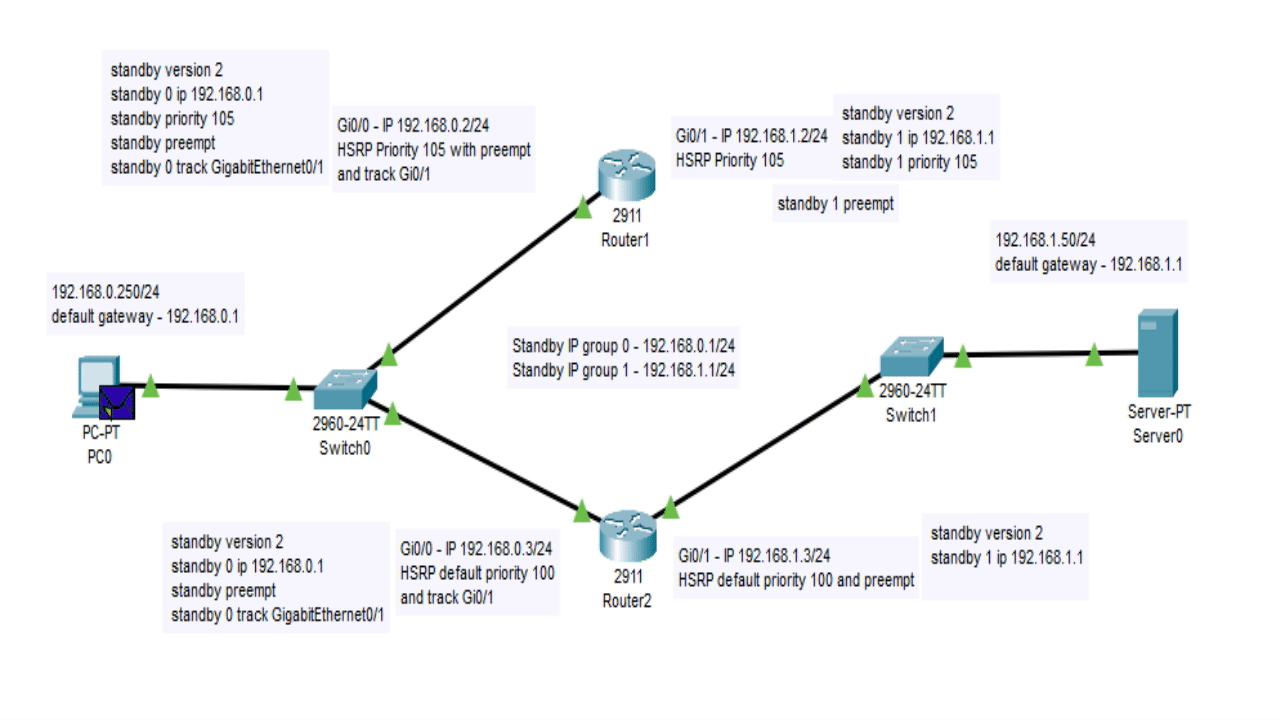 standby version 2
standby 0 ip 192.168.0.1
standby priority 105
standby preempt
standby 0 track GigabitEthernet0/1
Gi0/0 - IP 192.168.0.2/24
HSRP Priority 105 with preempt
and track Gi0/1
Gi0/1 - IP 192.168.1.2/24
HSRP Priority 105
standby version 2
standby 1 ip 192.168.1.1
standby 1 priority 105
standby 1 preempt
2911
Router1
192.168.1.50/24
default gateway - 192.168.1.1
192.168.0.250/24
default gateway - 192.168.0.1
Standby IP group 0 - 192.168.0.1/24
Standby IP group 1 - 192.168.1.1/24
PC-PT
PC0
2960-24TT
Switch0
2960-24TT
Switch1
Server-PT
Server0
standby version 2
standby 0 ip 192.168.0.1
standby preempt
standby 0 track GigabitEthernet0/1
Gi0/0 - IP 192.168.0.3/24
HSRP default priority 100
and track Gi0/1
2911
Router2
Gi0/1 - IP 192.168.1.3/24
HSRP default priority 100 and preempt
standby version 2
standby 1 ip 192.168.1.1